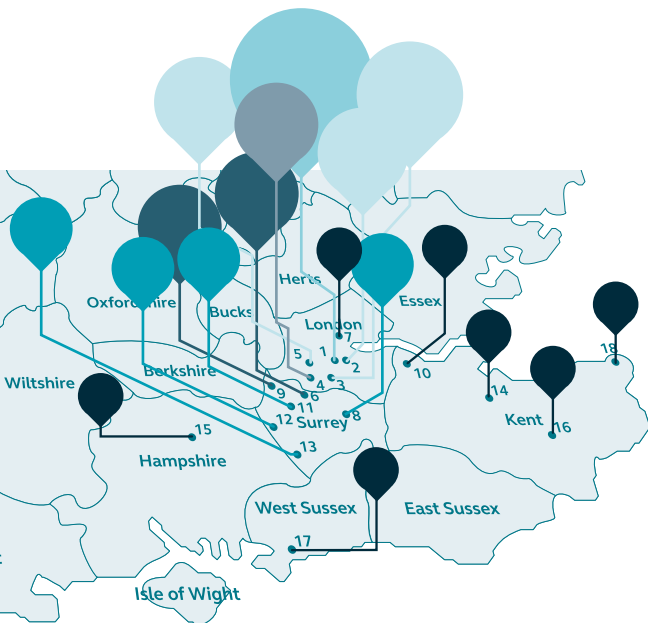 Herts
Oxfordshire
Essex
Bucks
London
7
5
1
2
18
Berkshire
10
Wiltshire
4
3
9
6
14
11
8
12
Surrey
Kent
16
15
13
Hampshire
West Sussex
East Sussex
17
Isle of Wight